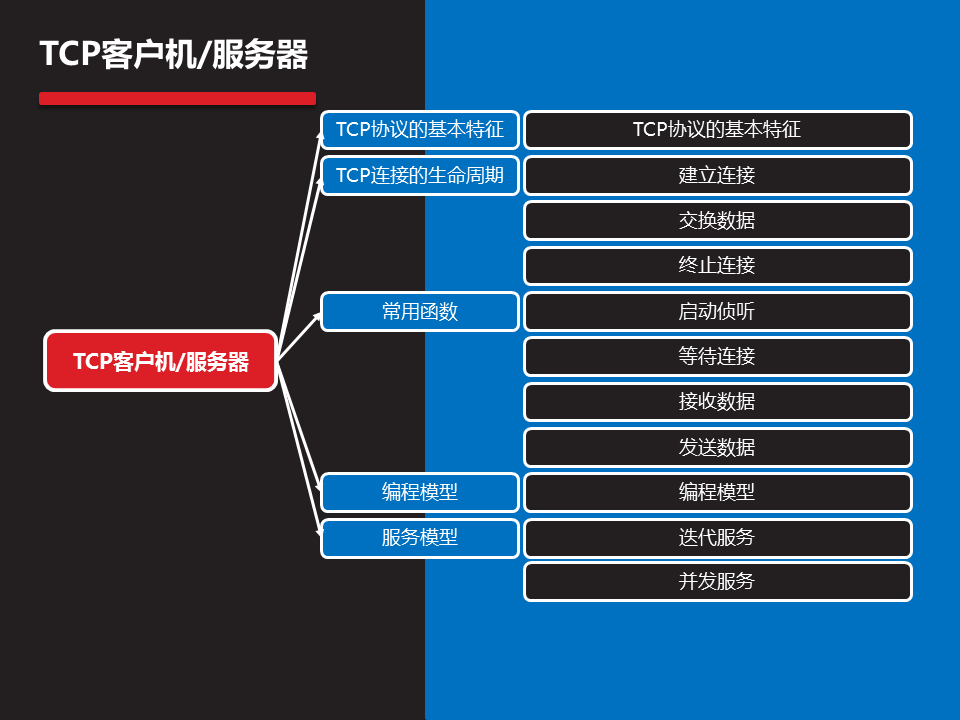 TCP客户机/服务器
TCP协议的基本特征
TCP协议的基本特征
TCP连接的生命周期
建立连接
交换数据
终止连接
常用函数
启动侦听
TCP客户机/服务器
等待连接
接收数据
发送数据
编程模型
编程模型
服务模型
迭代服务
并发服务